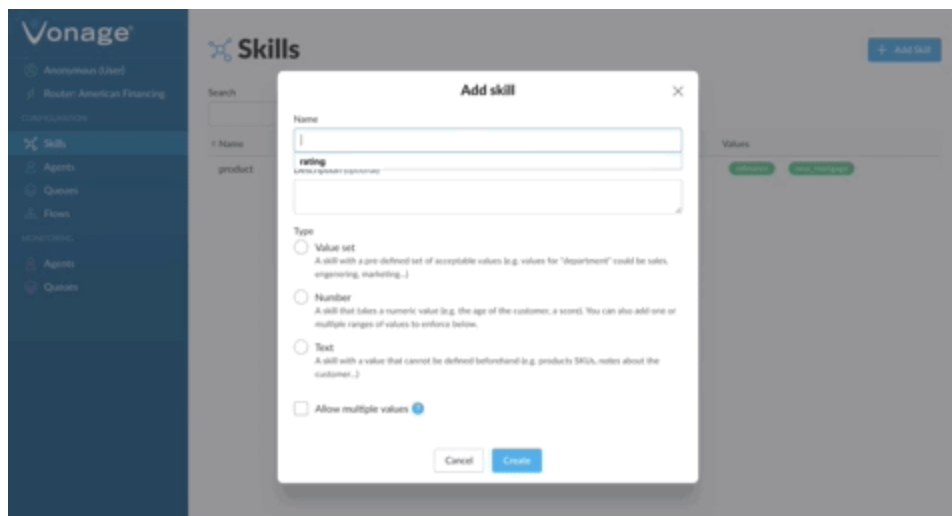 Vonage
Anonymous (User)
Router: American Financing
CONFIGURATION
Skills
Agents
Queues
Flows
MONITORING
Agents
Queues
Skills
+ Add Skill
Search
Name
Values
product
refinance
new_mortgage
Add skill
Name
rating
Description (optional)
Type
Value set
A skill with a pre-defined set of acceptable values (e.g. values for "department" could be sales,
engenering, marketing...)
Number
A skill that takes a numeric value (e.g. the age of the customer, a score). You can also add one or
multiple ranges of values to enforce below.
Text
A skill with a value that cannot be defined beforehand (e.g. products SKUs, notes about the
customer...)
Allow multiple values ?
Cancel
Create